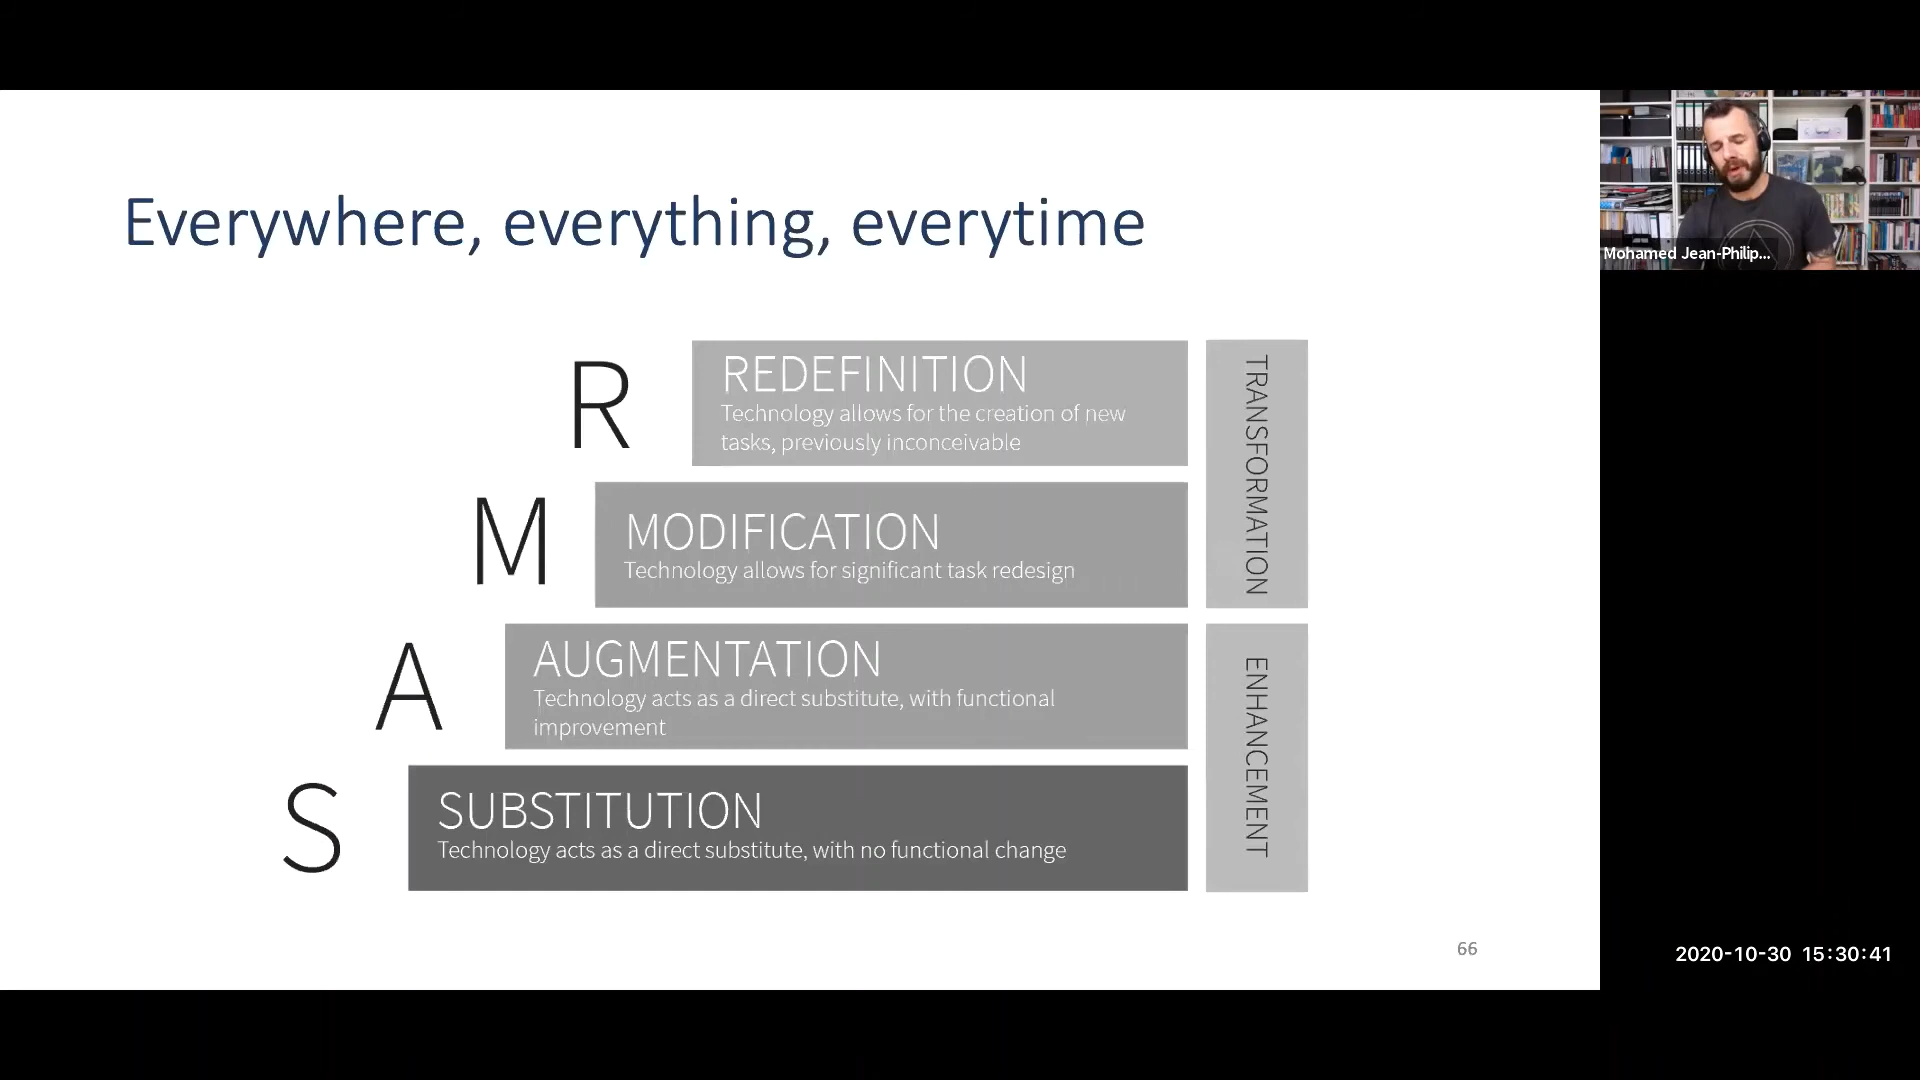 Everywhere, everything, everytime
R
REDEFINITION
Technology allows for the creation of new
tasks, previously inconceivable
M
MODIFICATION
Technology allows for significant task redesign
TRANSFORMATION
A
AUGMENTATION
Technology acts as a direct substitute, with functional
improvement
S
SUBSTITUTION
Technology acts as a direct substitute, with no functional change
ENHANCEMENT
66
Mohamed Jean-Philip...
2020-10-30 15:30:41